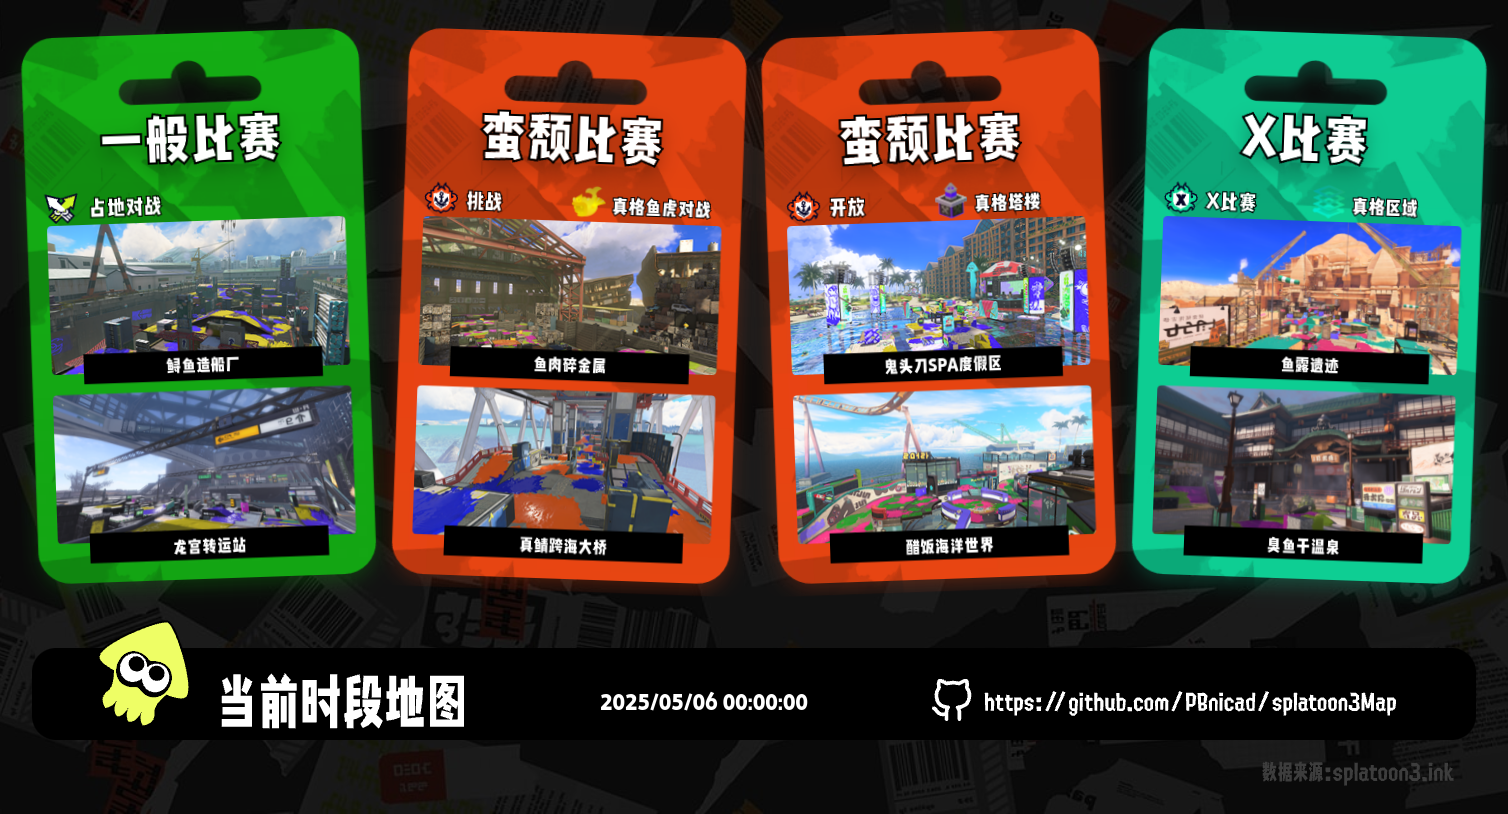 一般比赛
占地对战
鲟鱼造船厂
龙宫转运站
蛮颓比赛
挑战
真格鱼虎对战
鱼肉碎金属
真鲭跨海大桥
蛮颓比赛
开放
真格塔楼
鬼头刀SPA度假区
醋饭海洋世界
X比赛
X比赛
真格区域
鱼露遗迹
臭鱼干温泉
当前时段地图
2025/05/06 00:00:00
https://github.com/PBnicad/splatoon3Map
数据来源:splatoon3.ink